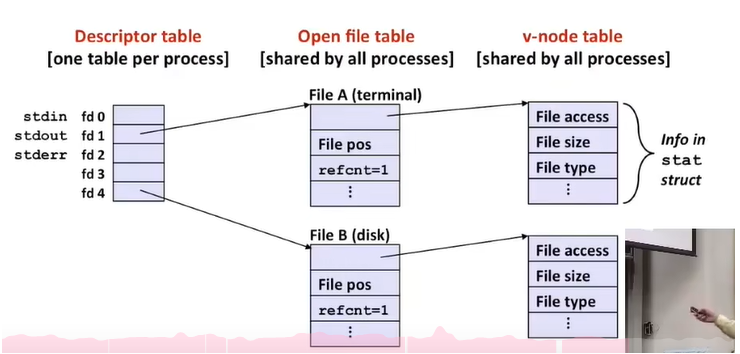 Descriptor table
[one table per process]
Open file table
[shared by all processes]
v-node table
[shared by all processes]
stdin fd 0
stdout fd 1
stderr fd 2
fd 3
fd 4
File A (terminal)
File pos
refcnt=1
⋮
File access
File size
File type
⋮
Info in
stat
struct
File B (disk)
File pos
refcnt=1
⋮
File access
File size
File type
⋮